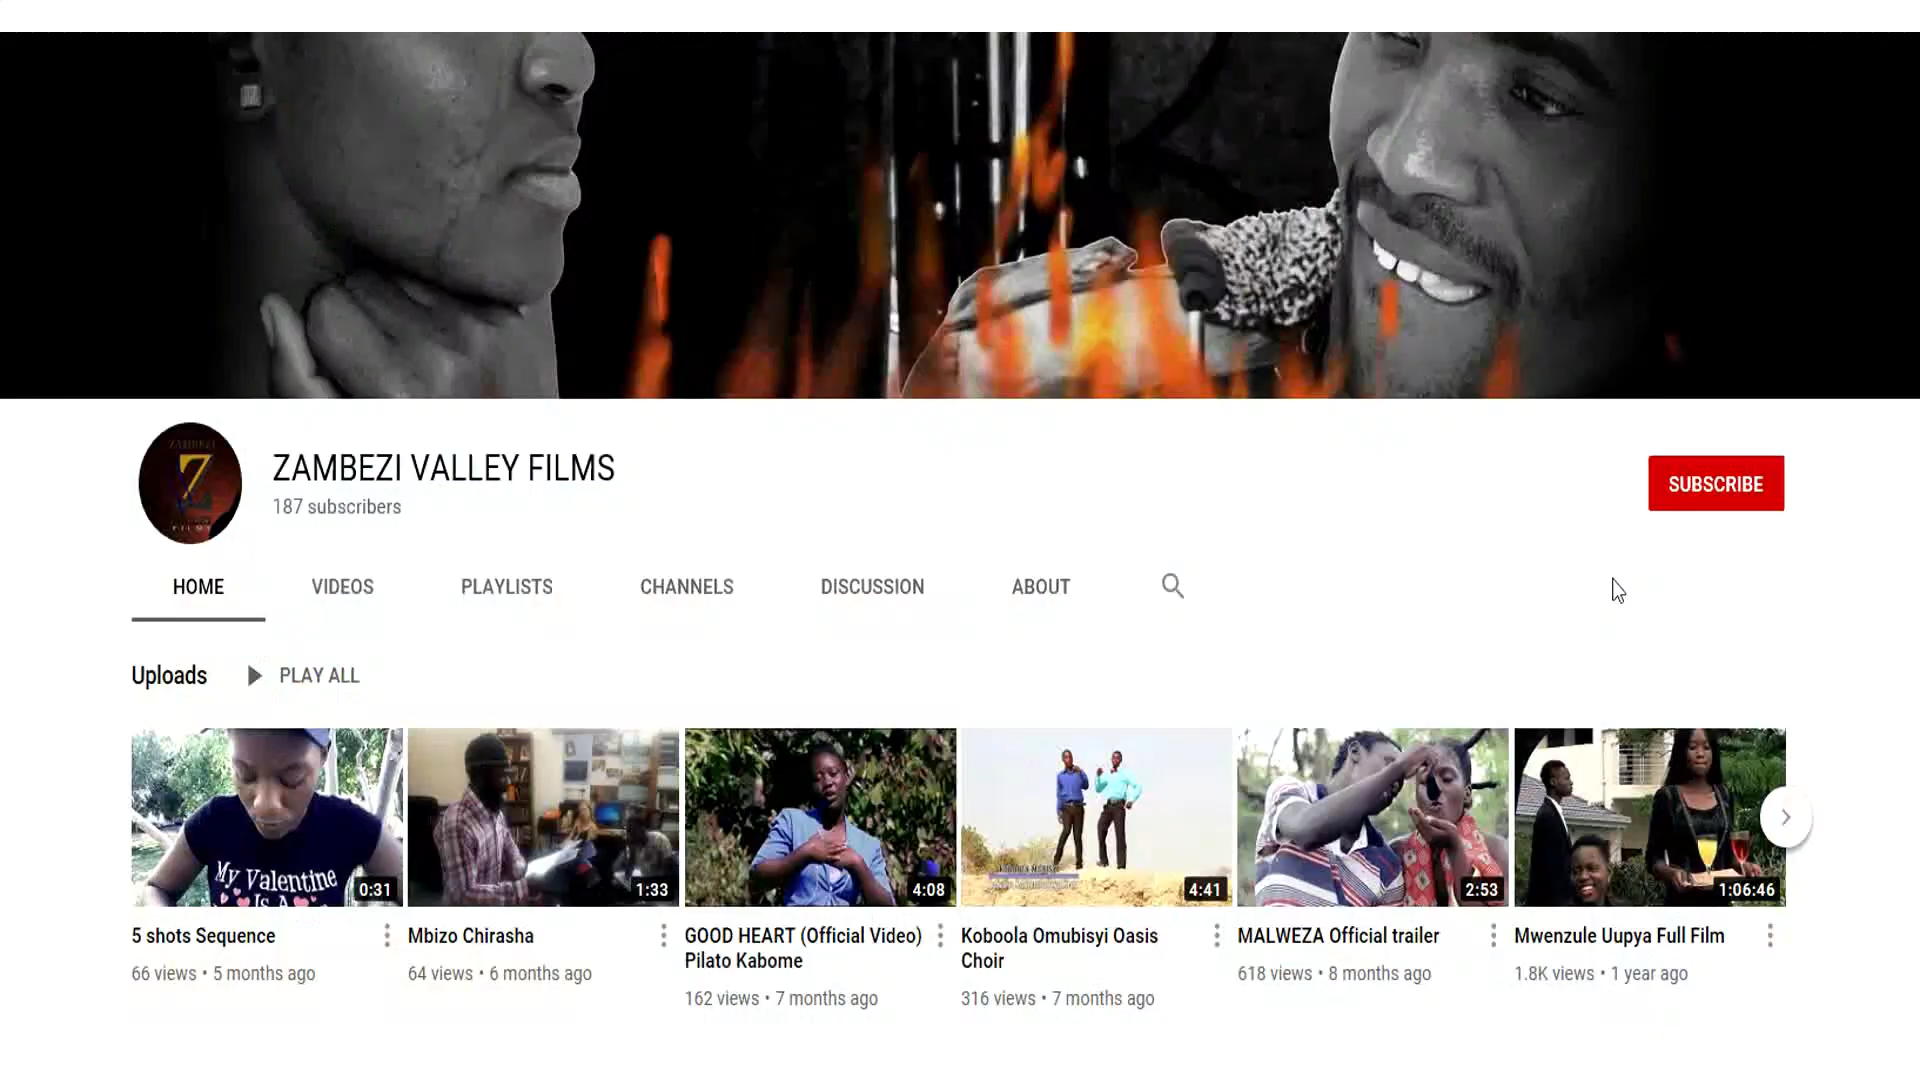 ZAMBEZI
Z
FILMS
ZAMBEZI VALLEY FILMS
187 subscribers
SUBSCRIBE
HOME
VIDEOS
PLAYLISTS
CHANNELS
DISCUSSION
ABOUT
Uploads
PLAY ALL
My Valentine
Is A
0:31
1:33
4:08
4:41
2:53
1:06:46
5 shots Sequence
66 views • 5 months ago
Mbizo Chirasha
64 views • 6 months ago
GOOD HEART (Official Video)
Pilato Kabome
162 views • 7 months ago
Koboola Omubisyi Oasis
Choir
316 views • 7 months ago
MALWEZA Official trailer
618 views • 8 months ago
Mwenzule Uupya Full Film
1.8K views • 1 year ago